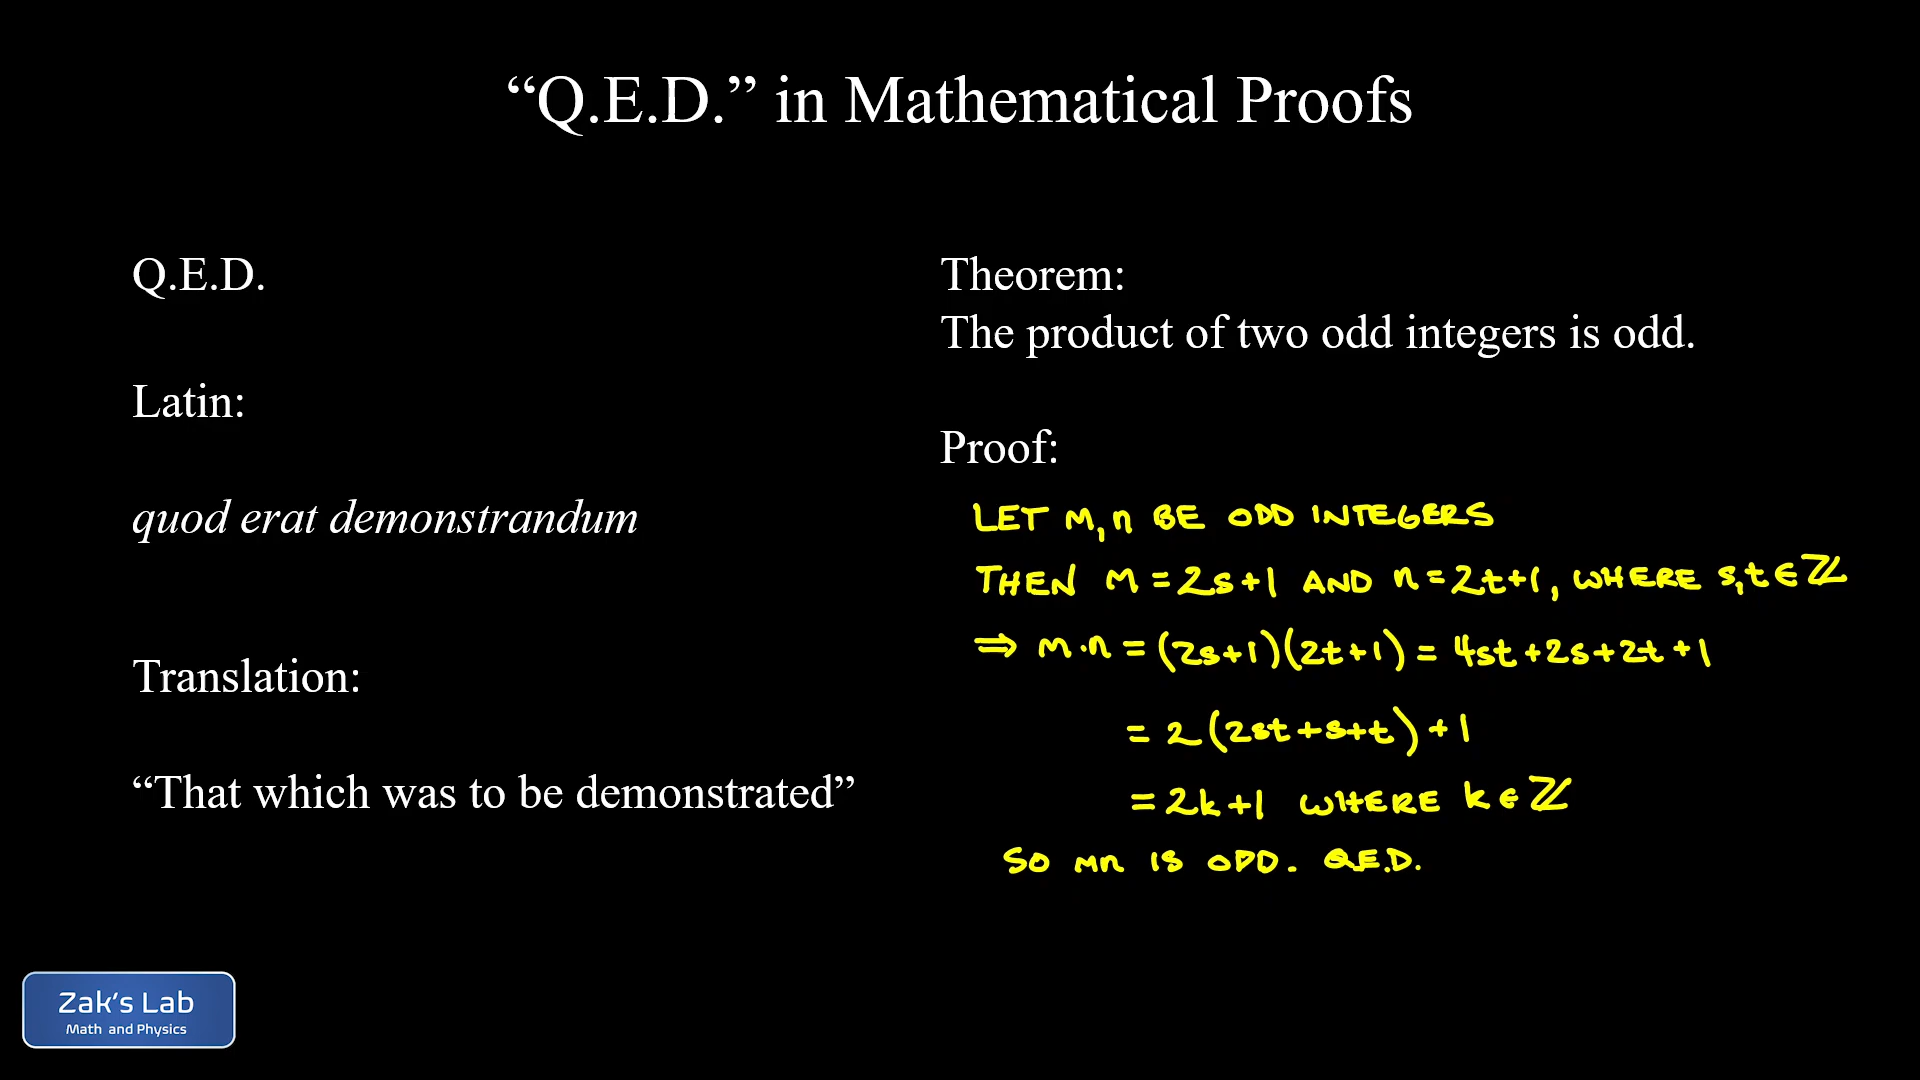 “Q.E.D.” in Mathematical Proofs
Q.E.D.
Latin:
quod erat demonstrandum
Translation:
“That which was to be demonstrated”
Theorem:
The product of two odd integers is odd.
Proof:
LET m, n BE ODD INTEGERS
THEN m = 2s+1 AND n = 2t+1, WHERE s,t ∈ ℤ
⇒ m·n = (2s+1)(2t+1) = 4st+2s+2t+1
= 2(2st+s+t)+1
= 2k+1 WHERE k ∈ ℤ
SO mn IS ODD. Q.E.D.
Zak’s Lab
Math and Physics